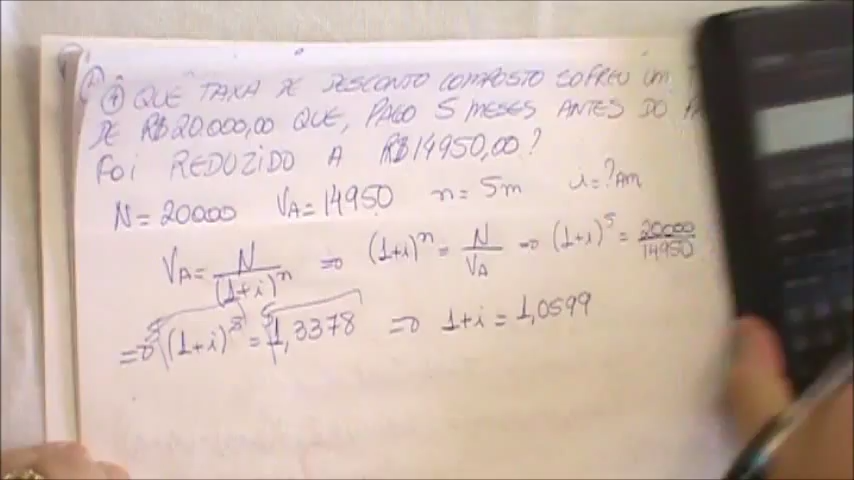 ④ QUE TAXA DE DESCONTO COMPOSTO SOFREU UM
DE R$20.000,00 QUE, PAGO 5 MESES ANTES DO
FOI REDUZIDO A R$14950,00?
N = 20000 VA = 14950 n = 5m i = ? Am
VA = N/(1+i)^n ⇒ (1+i)^n = N/VA ⇒ (1+i)^5 = 20000/14950
⇒ ⁵√(1+i)^5 = ⁵√1,3378 ⇒ 1+i = 1,0599